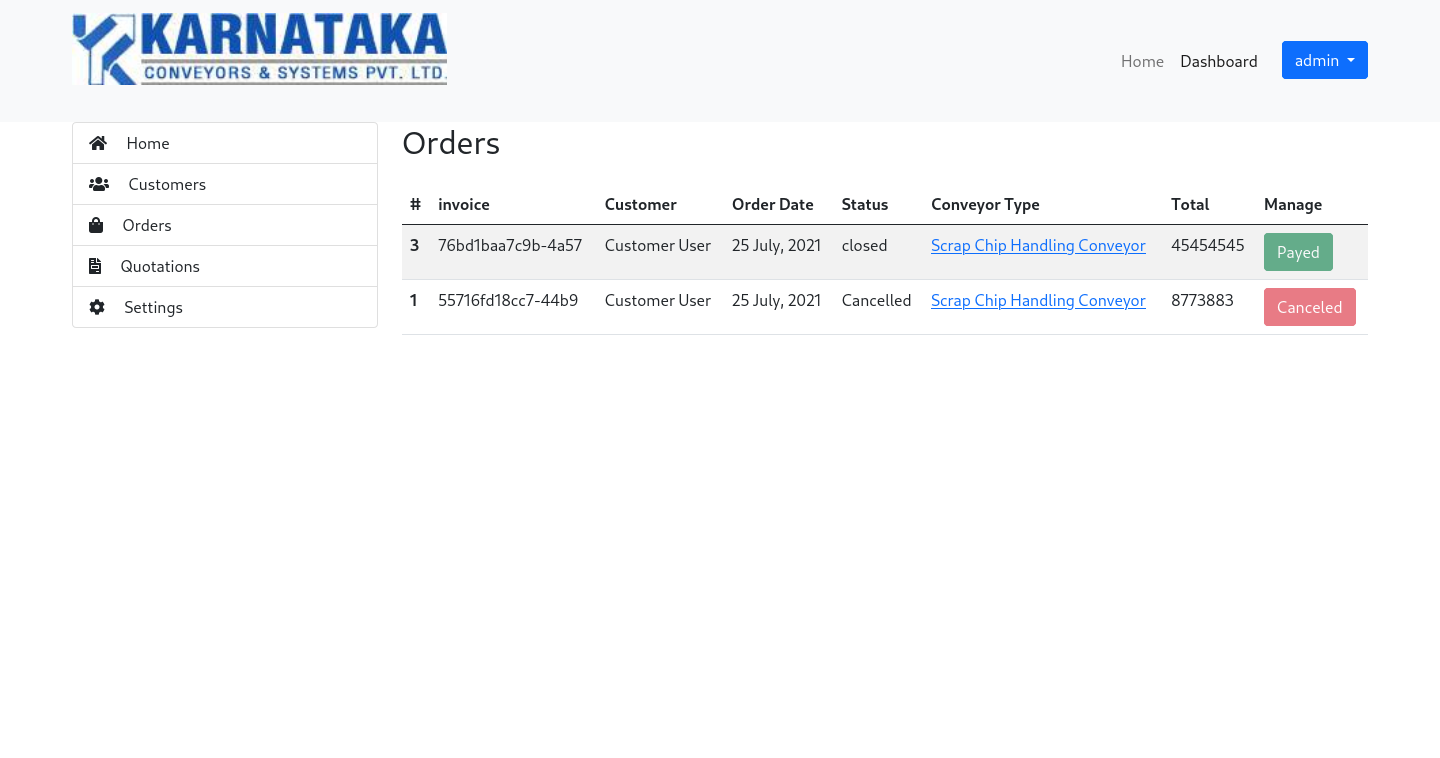 KARNATAKA
CONVEYORS & SYSTEMS PVT. LTD.
Home Dashboard admin
Home
Customers
Orders
Quotations
Settings
Orders
# invoice Customer Order Date Status Conveyor Type Total Manage
3 76bd1baa7c9b-4a57 Customer User 25 July, 2021 closed Scrap Chip Handling Conveyor 45454545 Payed
1 55716fd18cc7-44b9 Customer User 25 July, 2021 Cancelled Scrap Chip Handling Conveyor 8773883 Canceled